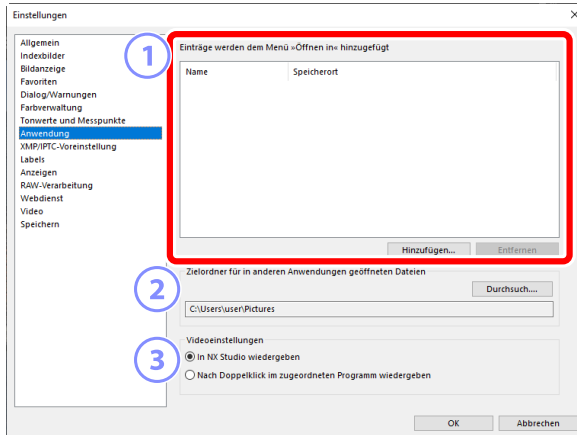 Einstellungen
Allgemein
Indexbilder
Bildanzeige
Favoriten
Dialog/Warnungen
Farbverwaltung
Tonwerte und Messpunkte
Anwendung
XMP/IPTC-Voreinstellung
Labels
Anzeigen
RAW-Verarbeitung
Webdienst
Video
Speichern
1
Einträge werden dem Menü »Öffnen in« hinzugefügt
Name Speicherort
Hinzufügen... Entfernen
2
Zielordner für in anderen Anwendungen geöffneten Dateien
Durchsuch....
C:\Users\user\Pictures
3
Videoeinstellungen
In NX Studio wiedergeben
Nach Doppelklick im zugeordneten Programm wiedergeben
OK Abbrechen